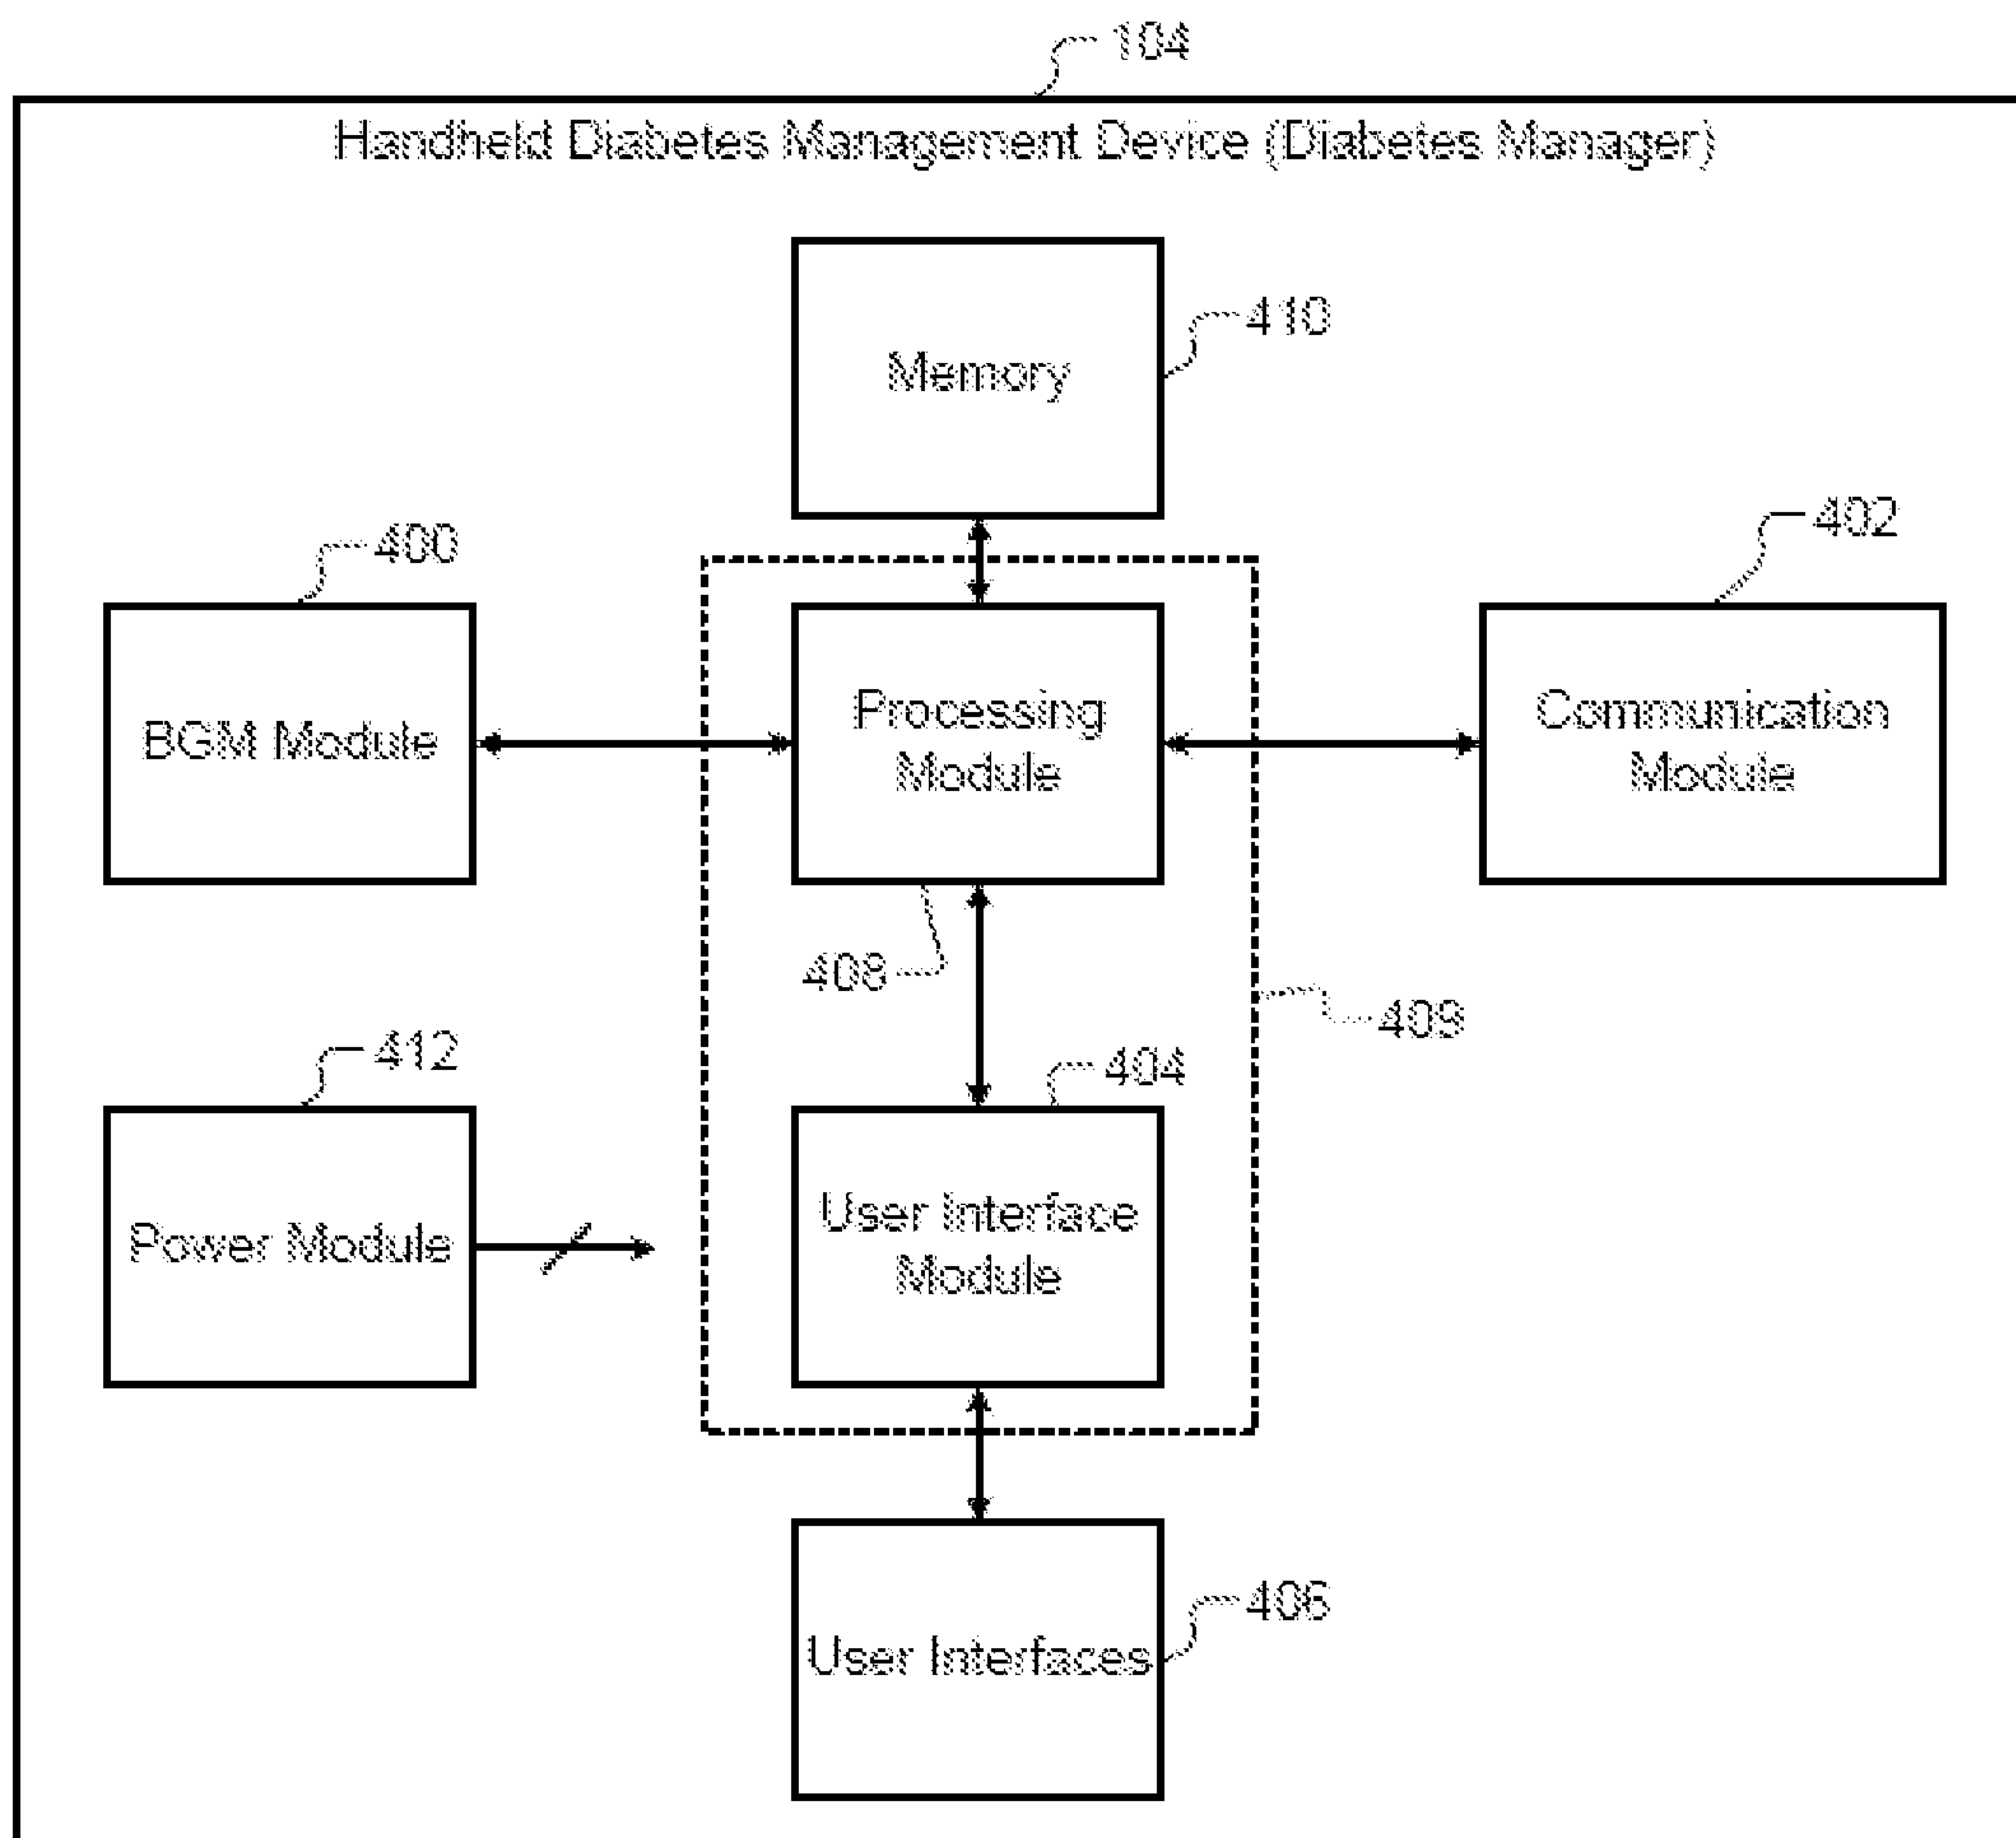 104
Handheld Diabetes Management Device (Diabetes Manager)
Memory
410
400
402
BGM Module
Processing
Module
Communication
Module
408
409
412
404
Power Module
User Interface
Module
406
User Interfaces